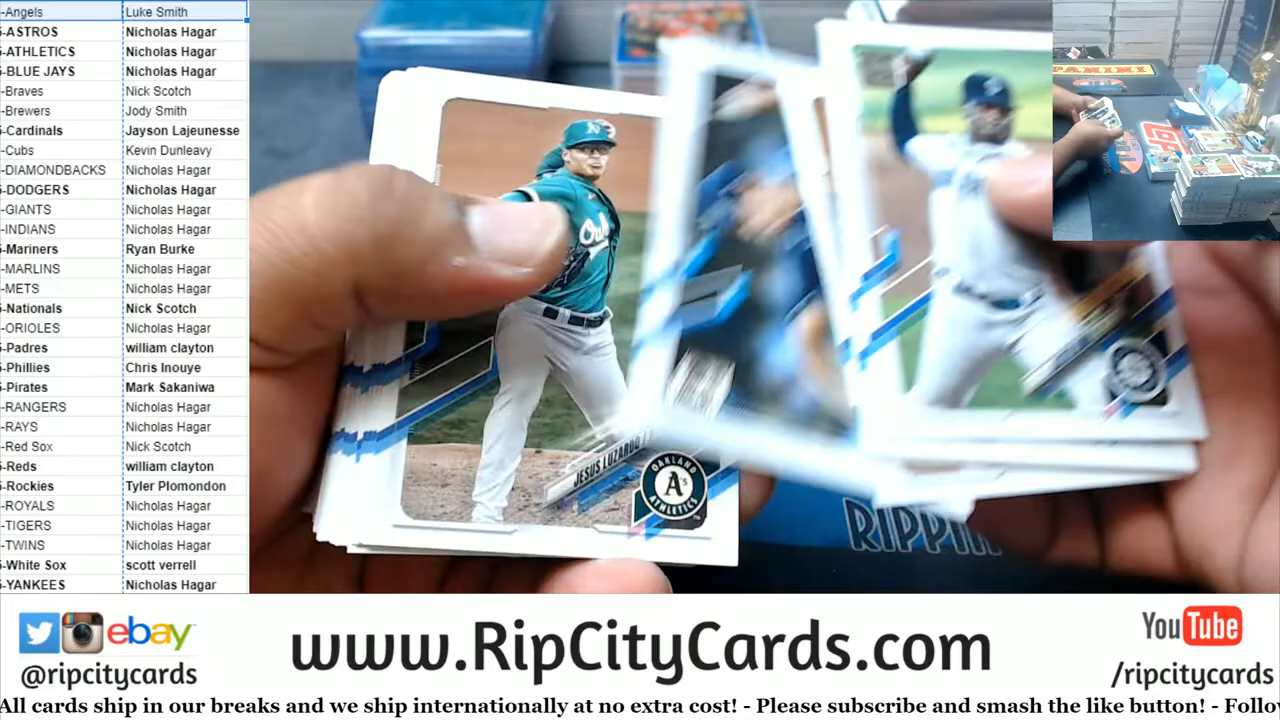 -Angels Luke Smith
-ASTROS Nicholas Hagar
-ATHLETICS Nicholas Hagar
-BLUE JAYS Nicholas Hagar
-Braves Nick Scotch
-Brewers Jody Smith
-Cardinals Jayson Lajeunesse
-Cubs Kevin Dunleavy
-DIAMONDBACKS Nicholas Hagar
-DODGERS Nicholas Hagar
-GIANTS Nicholas Hagar
-INDIANS Nicholas Hagar
-Mariners Ryan Burke
-MARLINS Nicholas Hagar
-METS Nicholas Hagar
-Nationals Nick Scotch
-ORIOLES Nicholas Hagar
-Padres william clayton
-Phillies Chris Inouye
-Pirates Mark Sakaniwa
-RANGERS Nicholas Hagar
-RAYS Nicholas Hagar
-Red Sox Nick Scotch
-Reds william clayton
-Rockies Tyler Plomondon
-ROYALS Nicholas Hagar
-TIGERS Nicholas Hagar
-TWINS Nicholas Hagar
-White Sox scott verrell
-YANKEES Nicholas Hagar
PANINI
JESUS LUZARDO
OAKLAND
A's
ATHLETICS
RIPPIN
ebay
@ripcitycards
www.RipCityCards.com
YouTube
/ripcitycards
All cards ship in our breaks and we ship internationally at no extra cost! - Please subscribe and smash the like button! - Follo